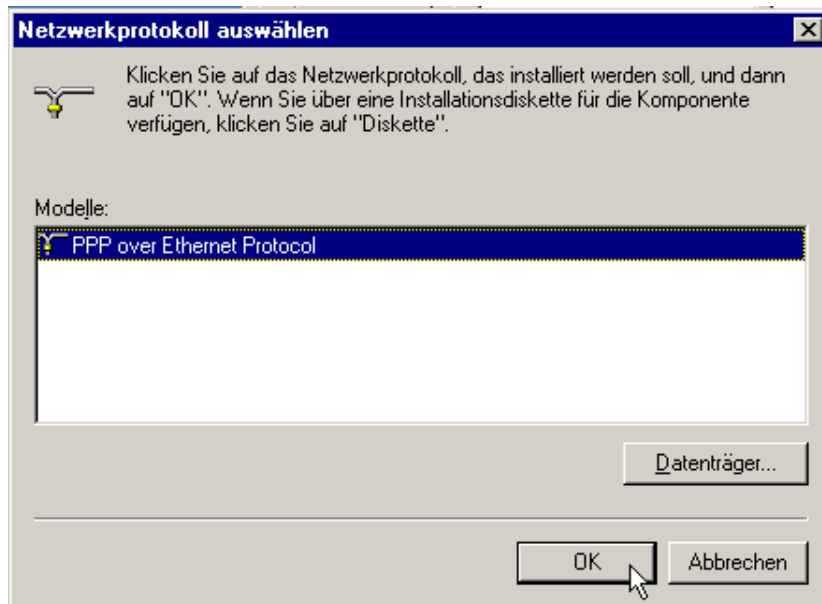 Netzwerkprotokoll auswählen
Klicken Sie auf das Netzwerkprotokoll, das installiert werden soll, und dann
auf "OK". Wenn Sie über eine Installationsdiskette für die Komponente
verfügen, klicken Sie auf "Diskette".
Modelle:
PPP over Ethernet Protocol
Datenträger...
OK
Abbrechen